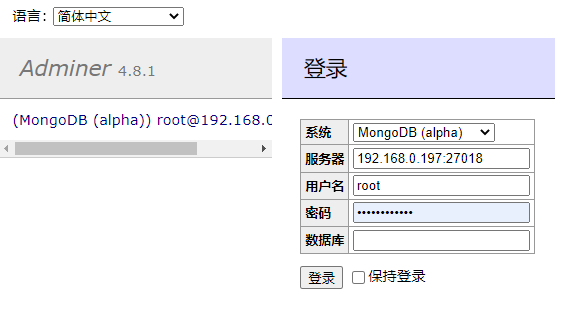 语言: 简体中文
Adminer 4.8.1
(MongoDB (alpha)) root@192.168.0
登录
系统 MongoDB (alpha)
服务器 192.168.0.197:27018
用户名 root
密码 ••••••••••••
数据库
登录 保持登录